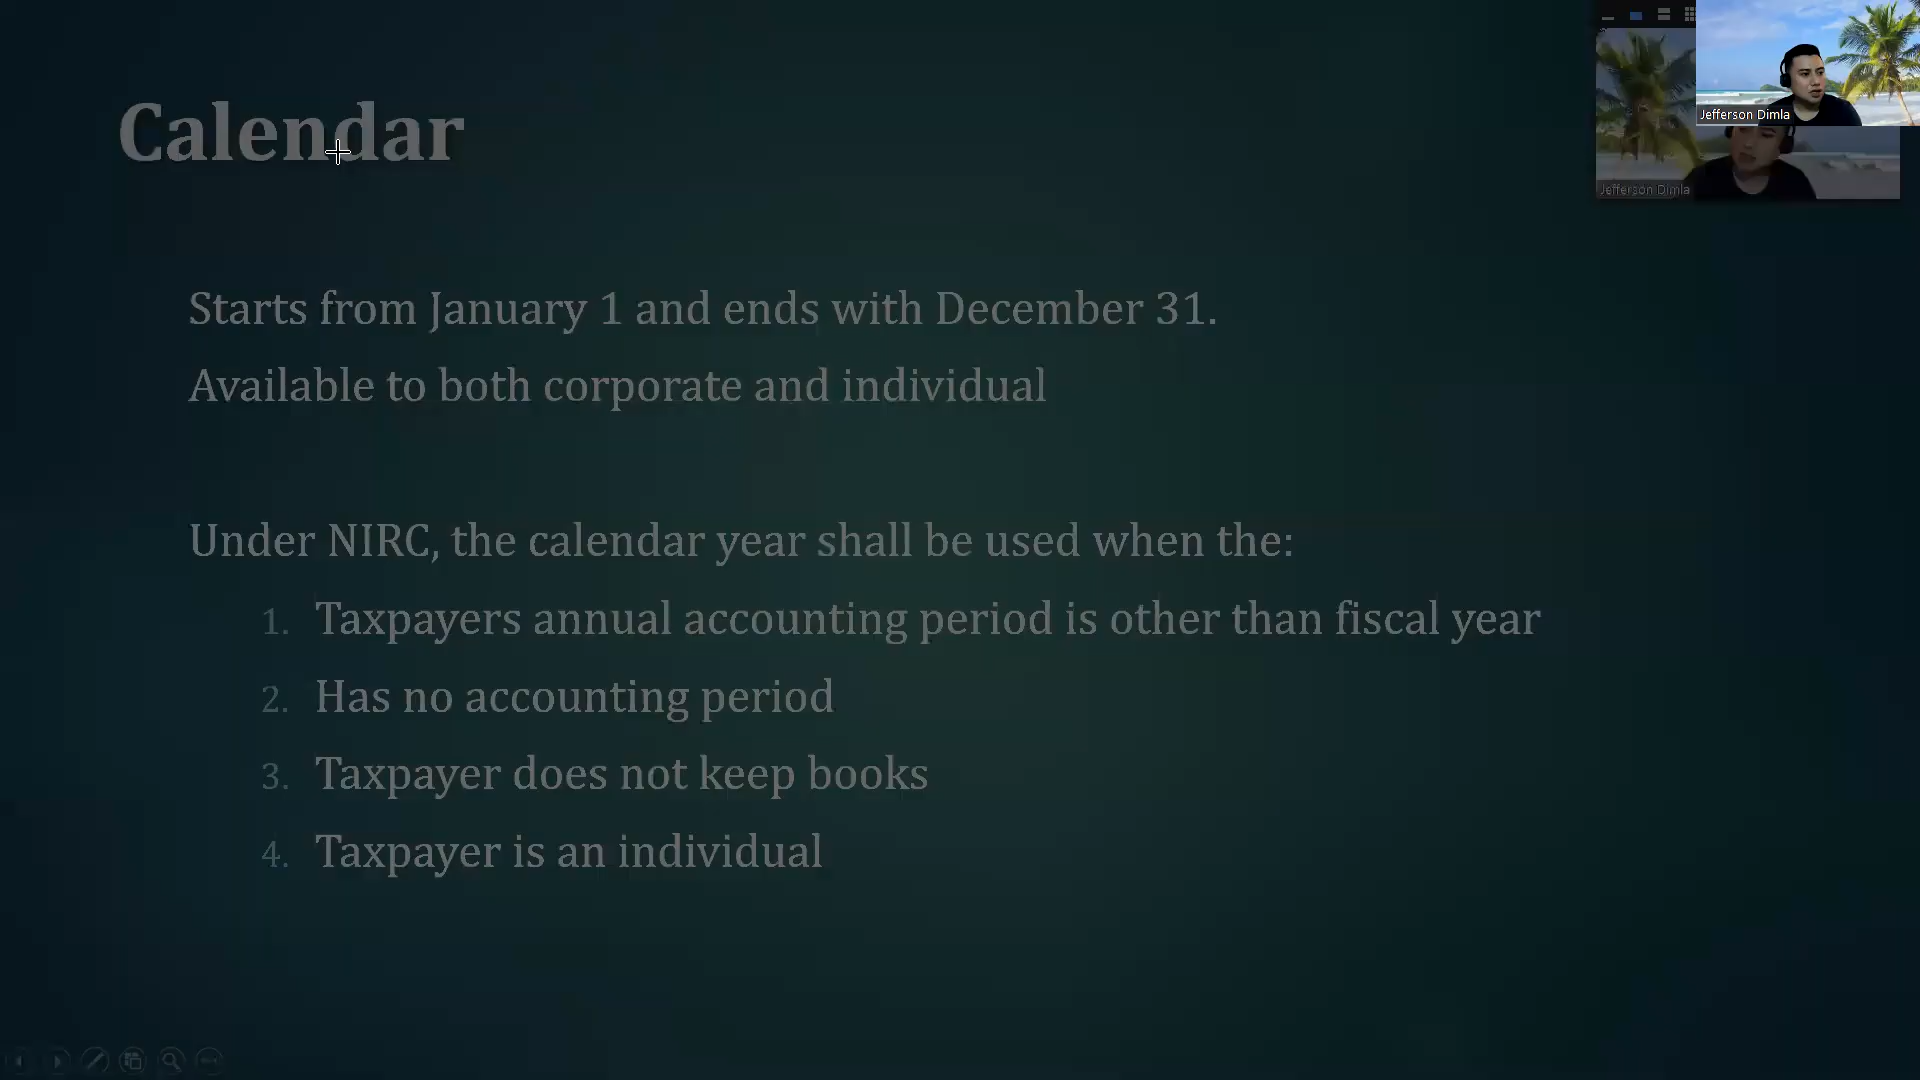 Calendar
Jefferson Dimla
Jefferson Dimla
Starts from January 1 and ends with December 31.
Available to both corporate and individual
Under NIRC, the calendar year shall be used when the:
1. Taxpayers annual accounting period is other than fiscal year
2. Has no accounting period
3. Taxpayer does not keep books
4. Taxpayer is an individual